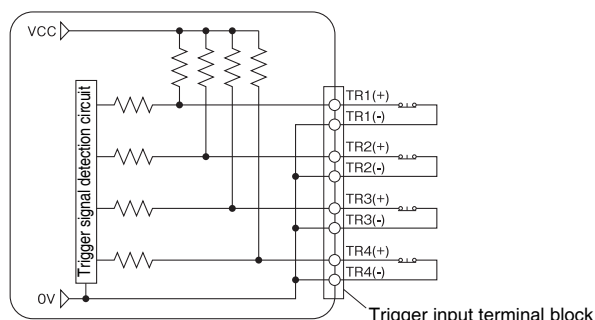 VCC
Trigger signal detection circuit
TR1(+)
TR1(-)
TR2(+)
TR2(-)
TR3(+)
TR3(-)
TR4(+)
TR4(-)
0V
Trigger input terminal block